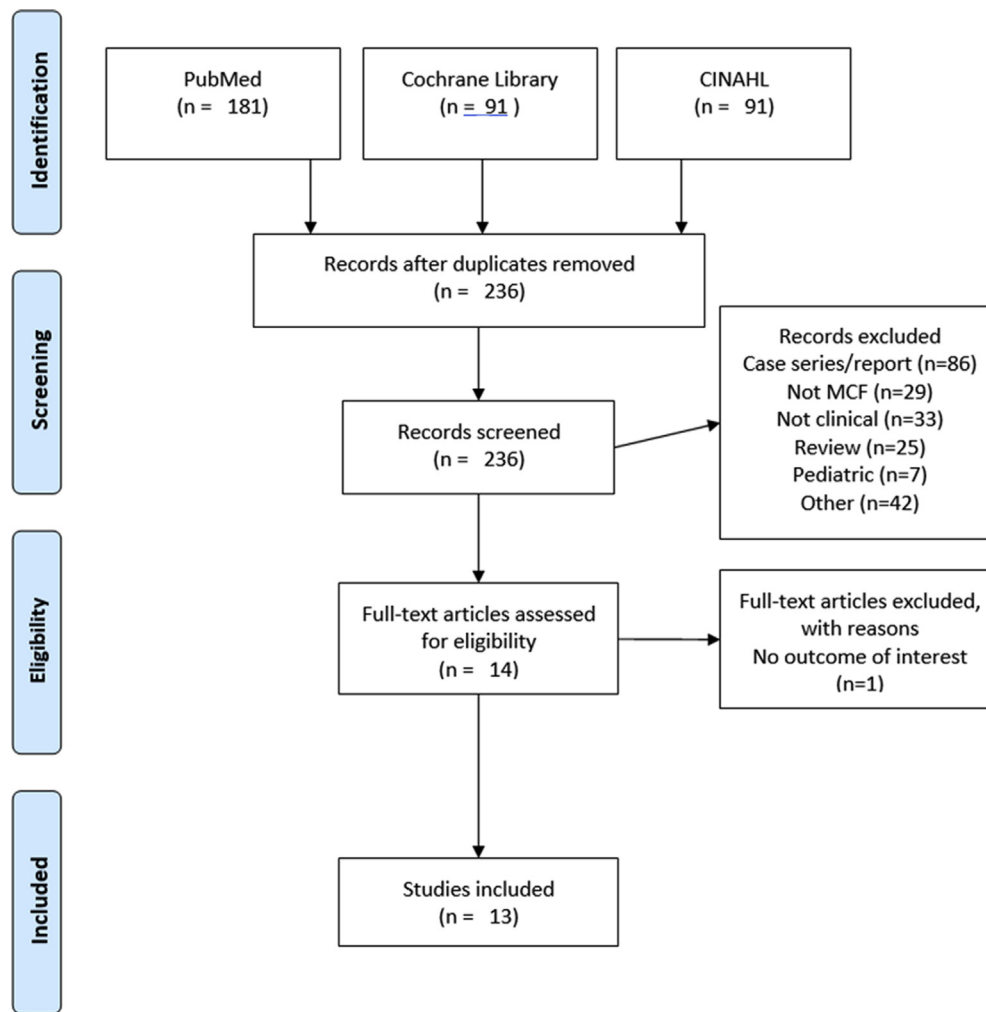 Identification
PubMed
(n = 181)
Cochrane Library
(n = 91 )
CINAHL
(n = 91)
Records after duplicates removed
(n = 236)
Screening
Records screened
(n = 236)
Records excluded
Case series/report (n=86)
Not MCF (n=29)
Not clinical (n=33)
Review (n=25)
Pediatric (n=7)
Other (n=42)
Eligibility
Full-text articles assessed
for eligibility
(n = 14)
Full-text articles excluded,
with reasons
No outcome of interest
(n=1)
Included
Studies included
(n = 13)